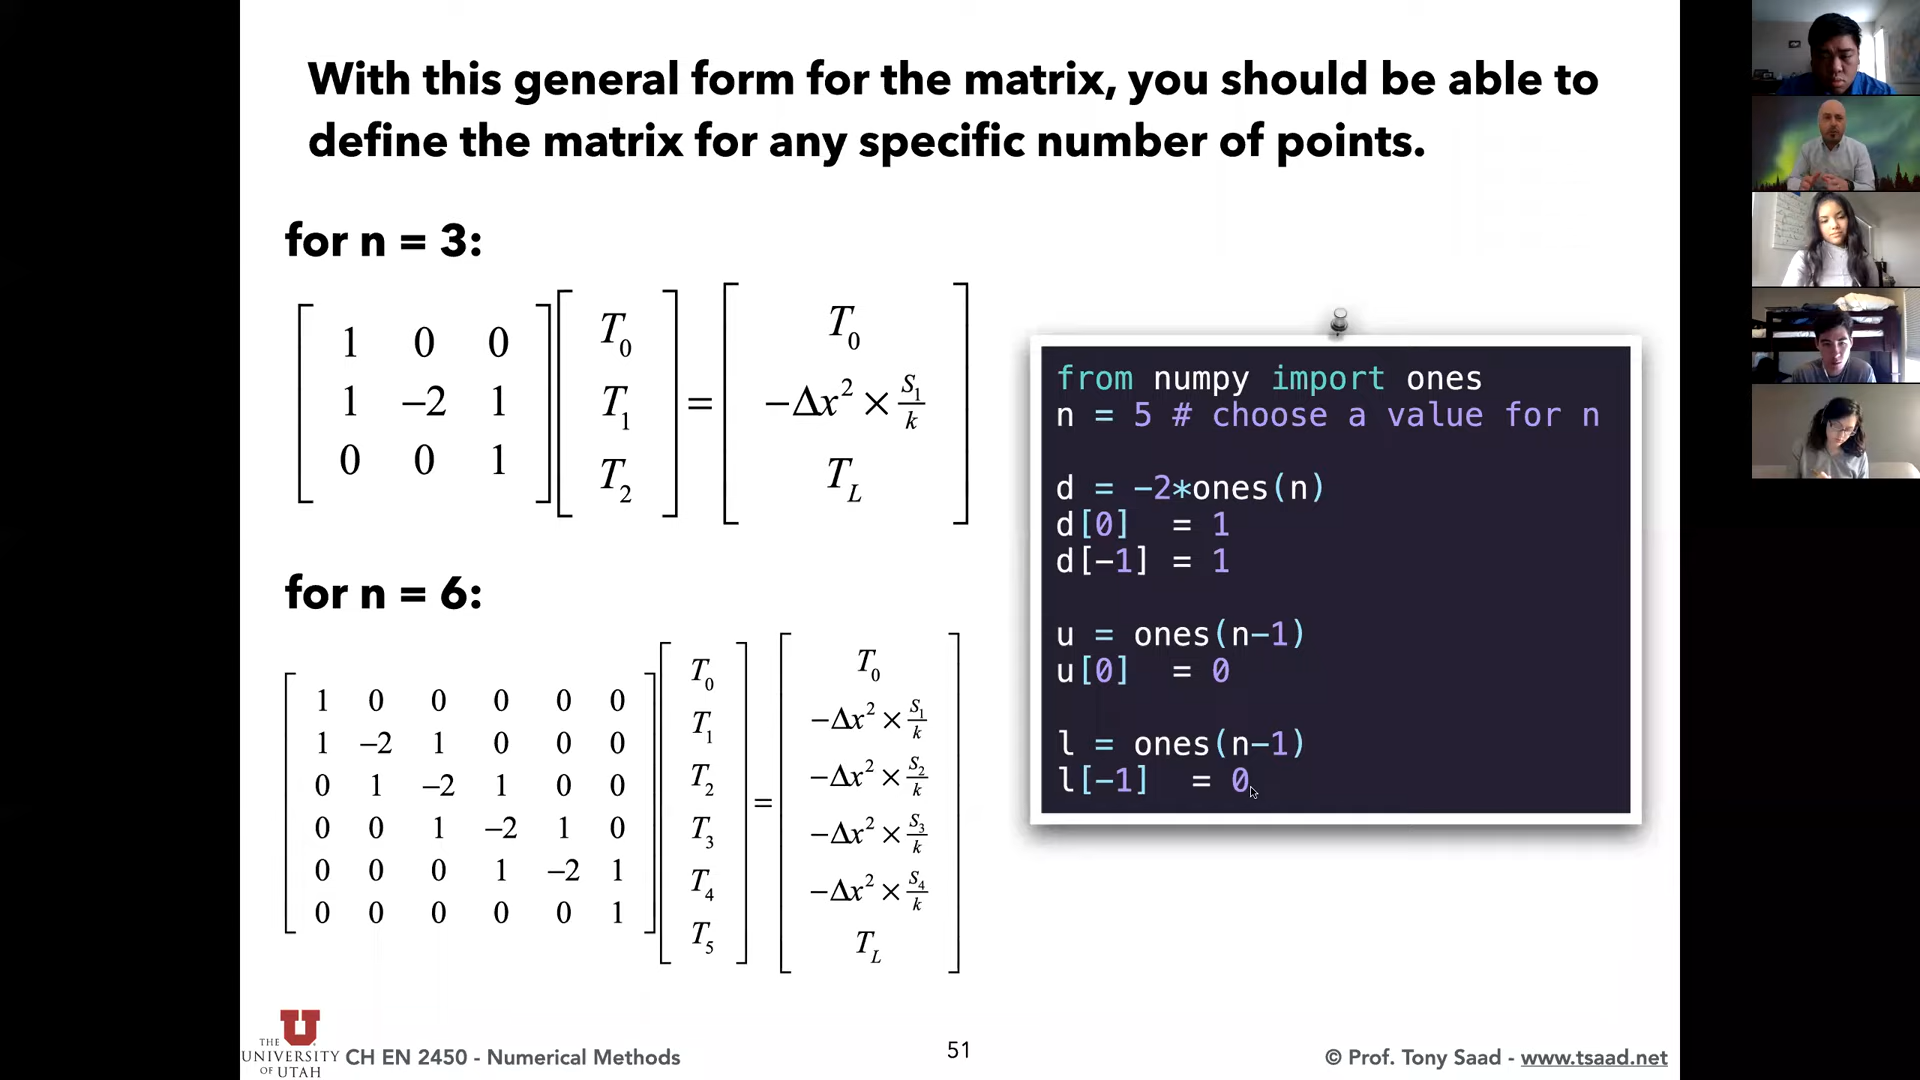 With this general form for the matrix, you should be able to
define the matrix for any specific number of points.
for n = 3:
1 0 0
1 −2 1
0 0 1
T0
T1
T2
=
T0
−Δx² × S1/k
TL
for n = 6:
1 0 0 0 0 0
1 −2 1 0 0 0
0 1 −2 1 0 0
0 0 1 −2 1 0
0 0 0 1 −2 1
0 0 0 0 0 1
T0
T1
T2
T3
T4
T5
=
T0
−Δx² × S1/k
−Δx² × S2/k
−Δx² × S3/k
−Δx² × S4/k
TL
from numpy import ones
n = 5 # choose a value for n
d = -2*ones(n)
d[0] = 1
d[-1] = 1
u = ones(n-1)
u[0] = 0
l = ones(n-1)
l[-1] = 0
U
THE
UNIVERSITY
OF UTAH
CH EN 2450 - Numerical Methods
51
© Prof. Tony Saad - www.tsaad.net